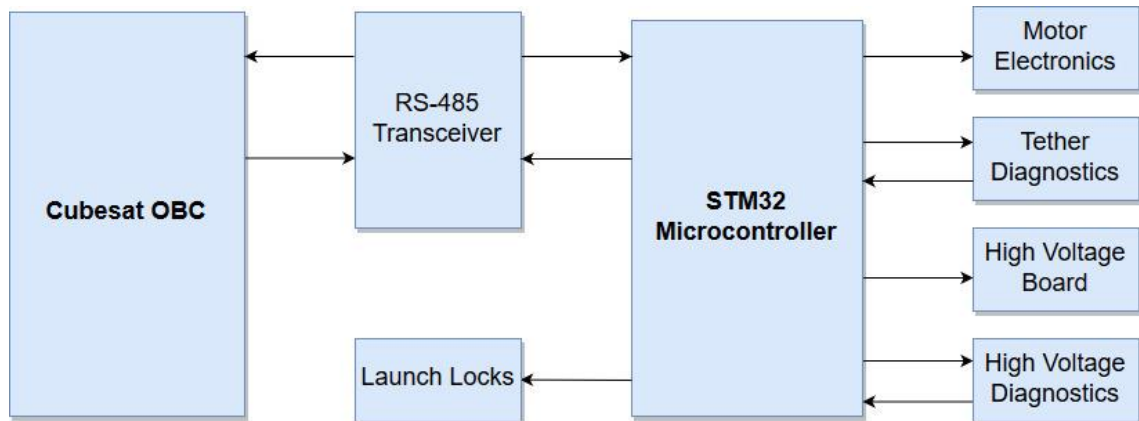 Cubesat OBC
RS-485
Transceiver
Launch Locks
STM32
Microcontroller
Motor
Electronics
Tether
Diagnostics
High Voltage
Board
High Voltage
Diagnostics